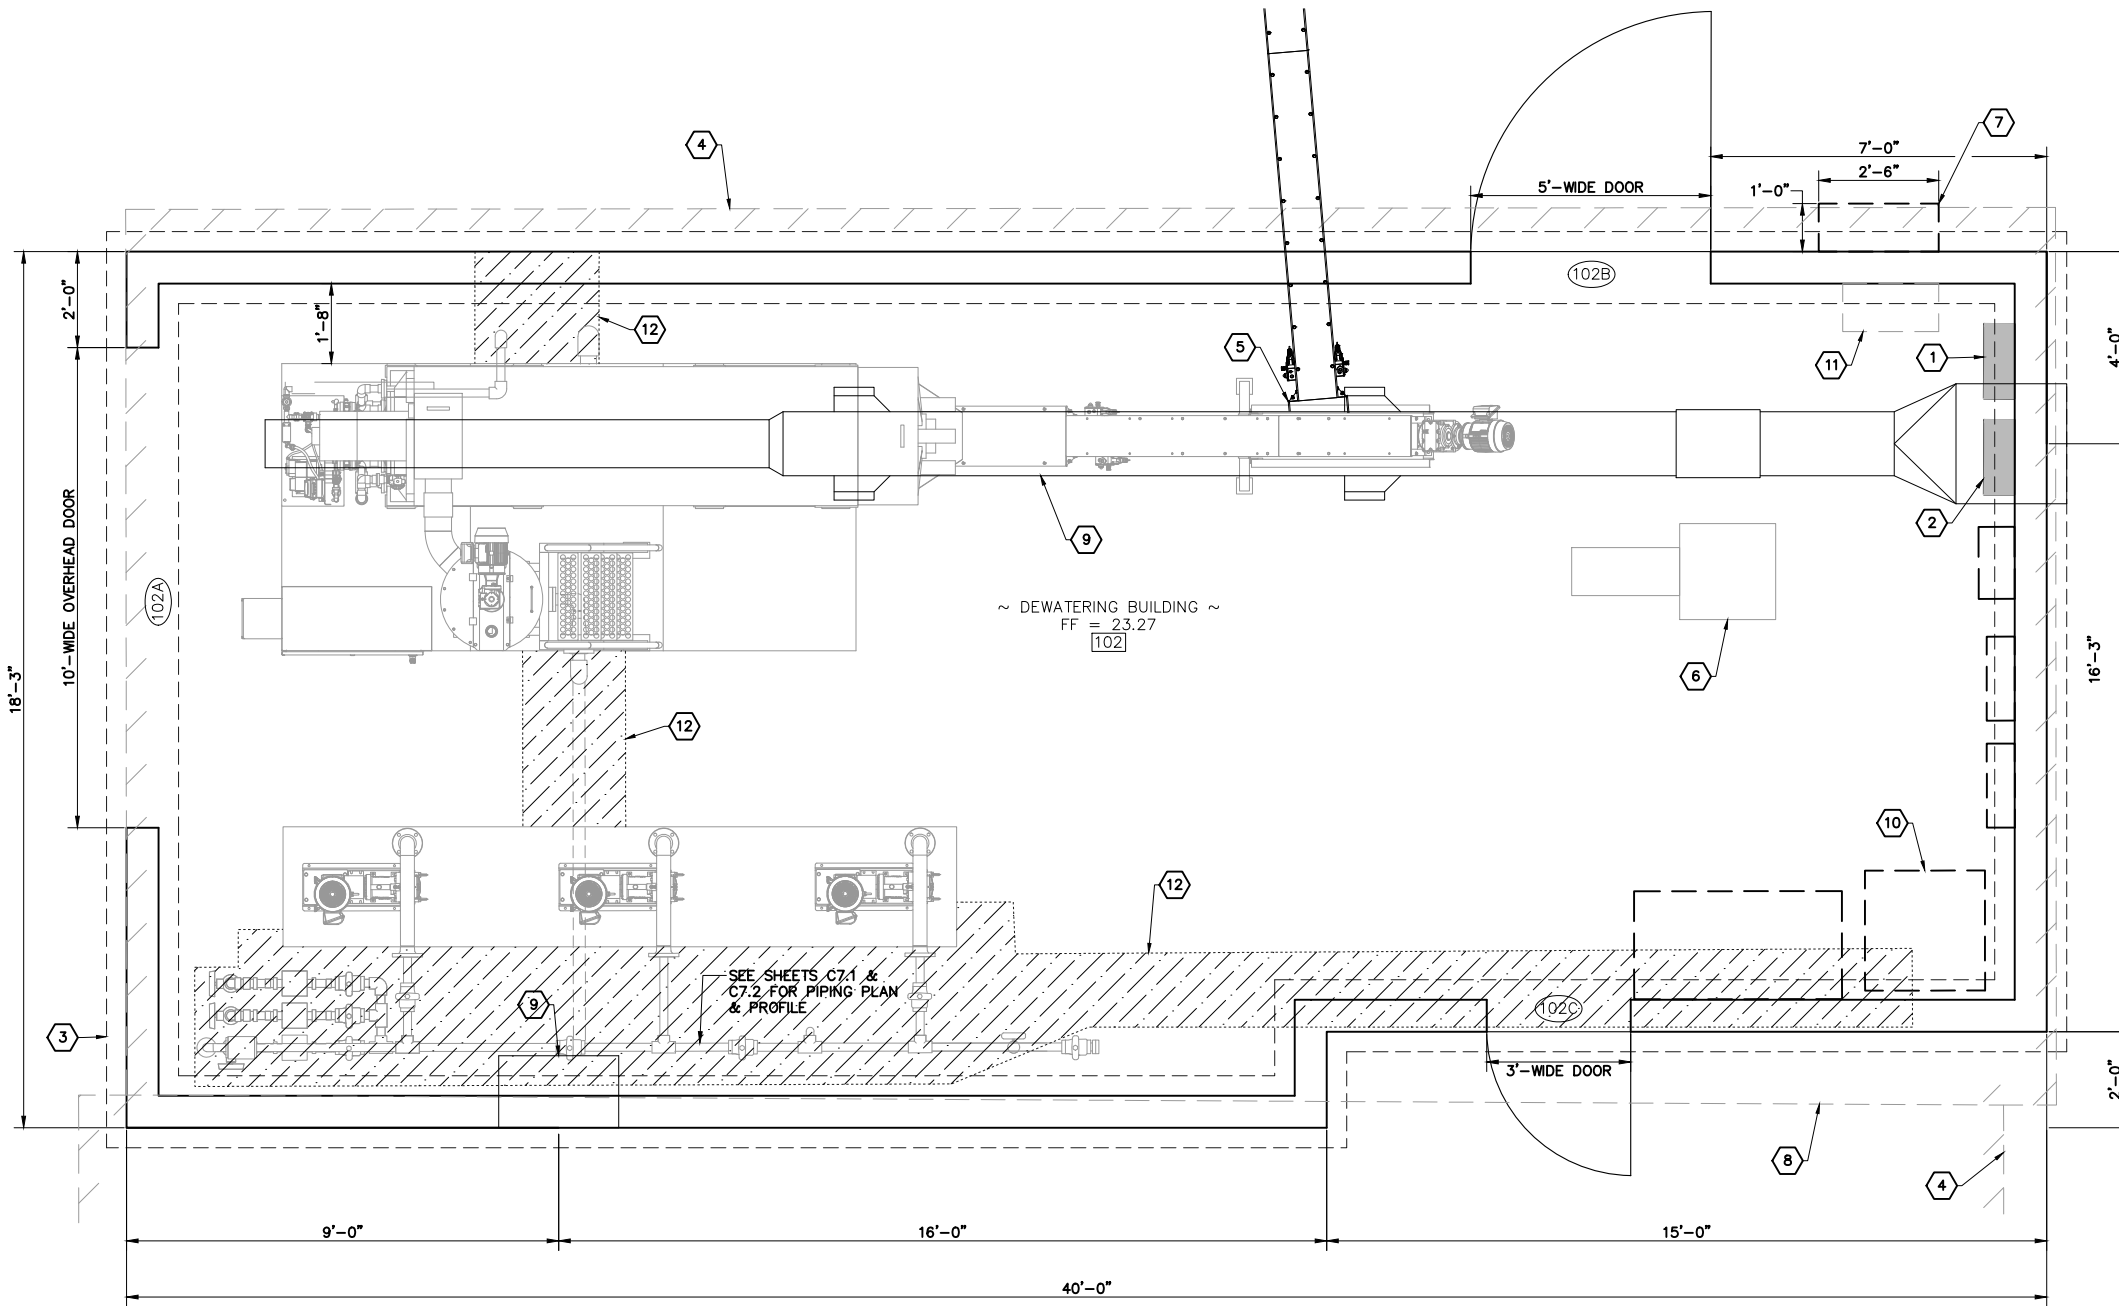 7
4
7'-0"
2'-6"
5'-WIDE DOOR
1'-0"
102B
2'-0"
1'-8"
12
5
11
1
4'-0"
2
9
10'-WIDE OVERHEAD DOOR
102A
~ DEWATERING BUILDING ~
FF = 23.27
102
6
16'-3"
18'-3"
12
10
12
SEE SHEETS C7.1 &
C7.2 FOR PIPING PLAN
& PROFILE
9
102C
3
3'-WIDE DOOR
2'-0"
8
4
9'-0"
16'-0"
15'-0"
40'-0"